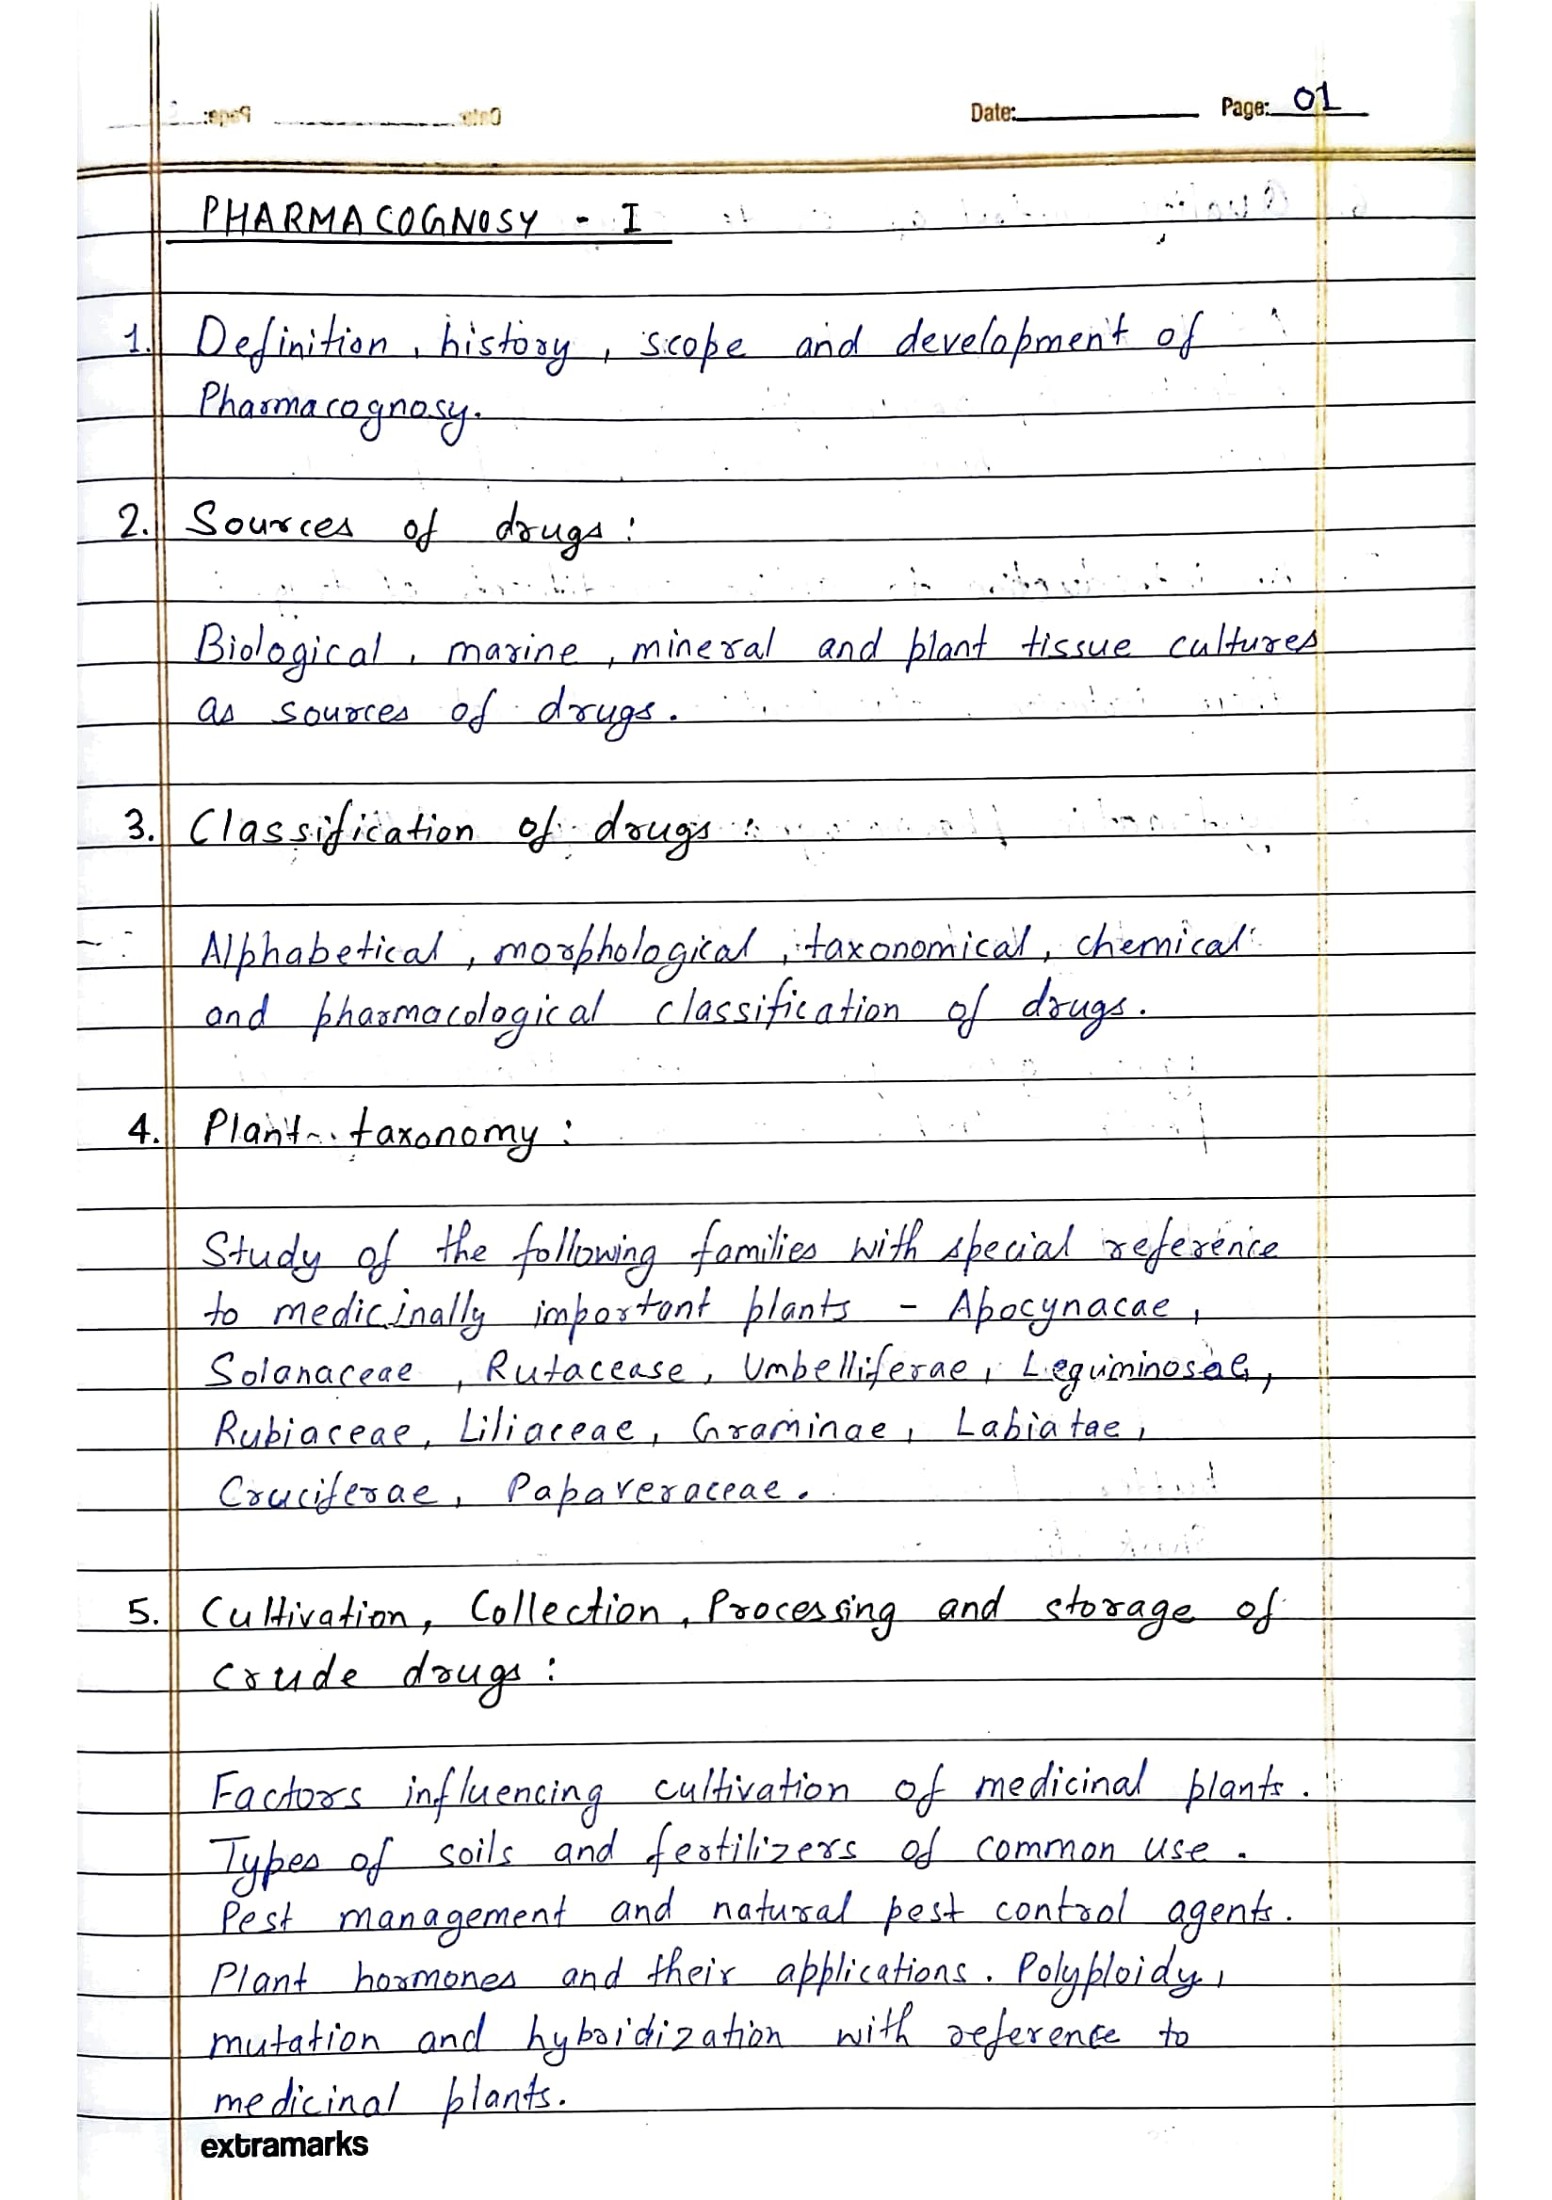 Date: Page: 01
PHARMACOGNOSY - I
1. Definition, history, scope and development of
Pharmacognosy.
2. Sources of drugs:
Biological, marine, mineral and plant tissue cultures
as sources of drugs.
3. Classification of drugs:
Alphabetical, morphological, taxonomical, chemical
and pharmacological classification of drugs.
4. Plant taxonomy:
Study of the following families with special reference
to medicinally important plants - Apocynacae,
Solanaceae, Rutacease, Umbelliferae, Leguminosae,
Rubiaceae, Liliaceae, Graminae, Labiatae,
Cruciferae, Papaveraceae.
5. Cultivation, Collection, Processing and storage of
crude drugs:
Factors influencing cultivation of medicinal plants.
Types of soils and fertilizers of common use.
Pest management and natural pest control agents.
Plant hormones and their applications. Polyploidy,
mutation and hybridization with reference to
medicinal plants.
extramarks